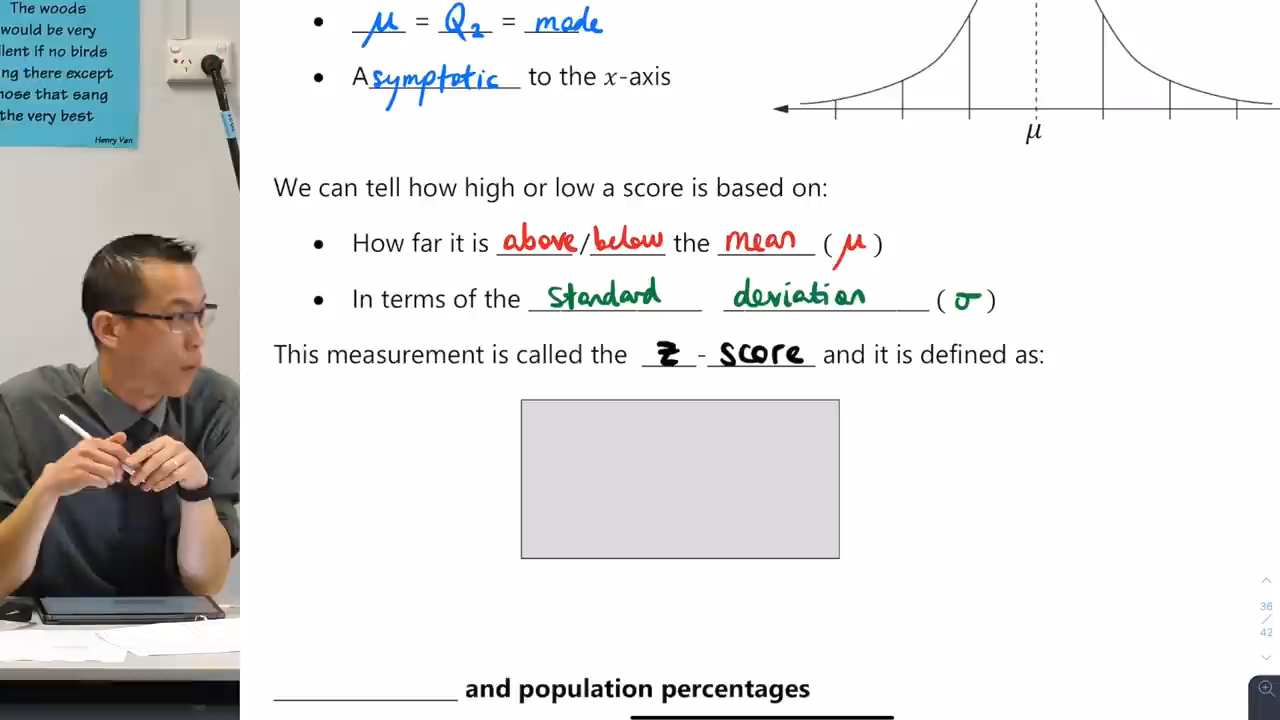 The woods
would be very
lent if no birds
ng there except
hose that sang
the very best
Henry Van
• μ = Q₂ = mode
• Asymptotic to the x-axis
μ
We can tell how high or low a score is based on:
• How far it is above/below the mean (μ)
• In terms of the standard deviation (σ)
This measurement is called the z-score and it is defined as:
36
/
42
____________ and population percentages